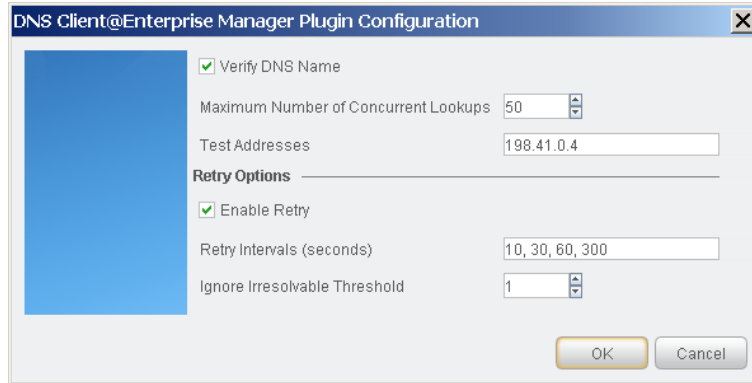 DNS Client@Enterprise Manager Plugin Configuration
Verify DNS Name
Maximum Number of Concurrent Lookups 50
Test Addresses 198.41.0.4
Retry Options
Enable Retry
Retry Intervals (seconds) 10, 30, 60, 300
Ignore Irresolvable Threshold 1
OK Cancel